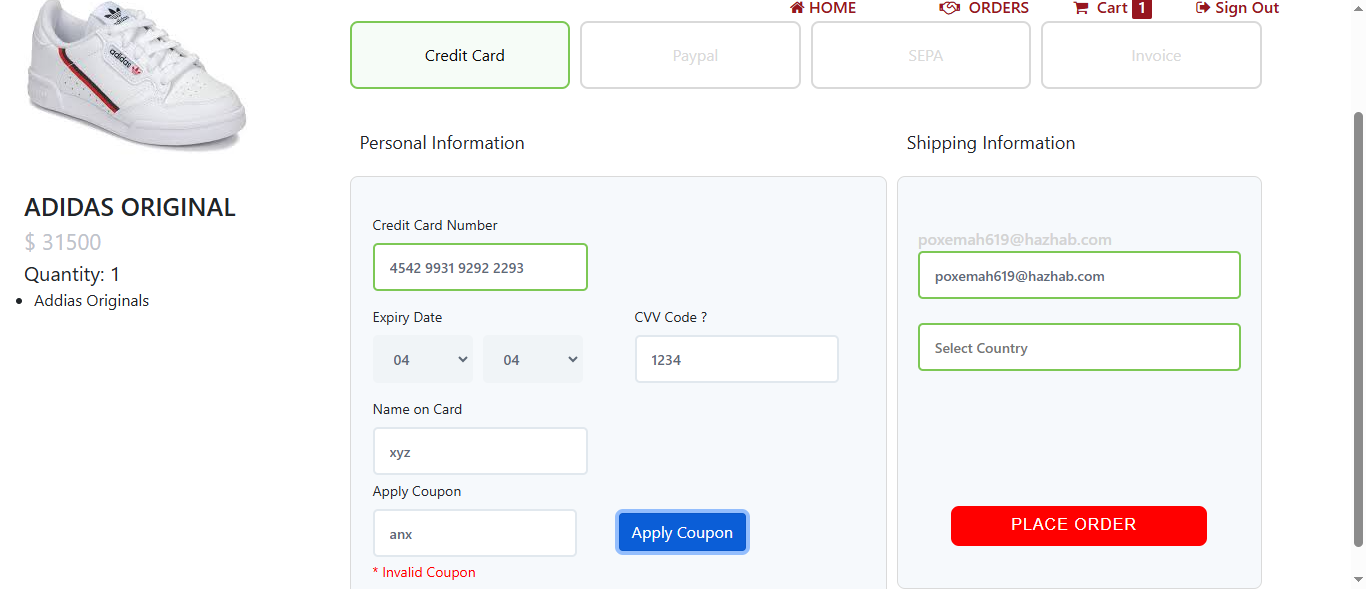 HOME
ORDERS
Cart 1
Sign Out
Credit Card
Paypal
SEPA
Invoice
adidas
adidas
ADIDAS ORIGINAL
$ 31500
Quantity: 1
Addias Originals
Personal Information
Credit Card Number
4542 9931 9292 2293
Expiry Date
CVV Code ?
04
04
1234
Name on Card
xyz
Apply Coupon
anx
Apply Coupon
* Invalid Coupon
Shipping Information
poxemah619@hazhab.com
poxemah619@hazhab.com
Select Country
PLACE ORDER